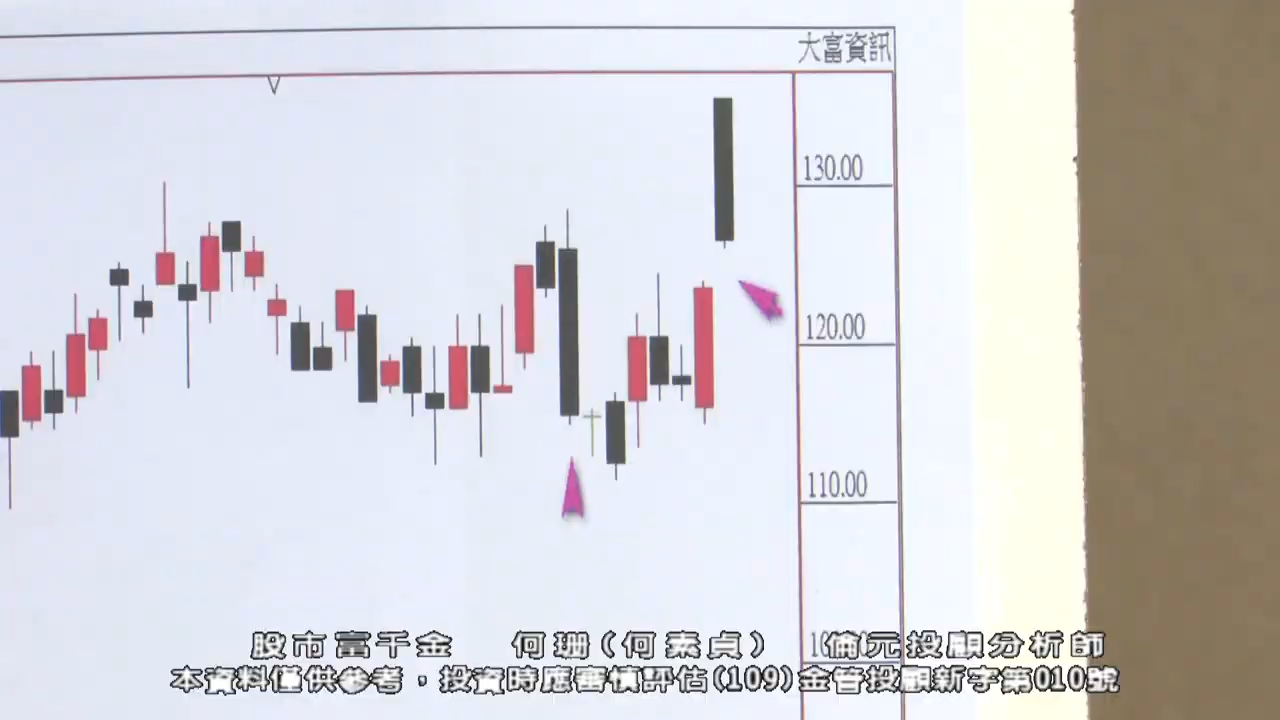 大富資訊
130.00
120.00
110.00
股市富千金 何珊(何素貞) 倫元投顧分析師
本資料僅供參考,投資時應審慎評估(109)金管投顧新字第010號